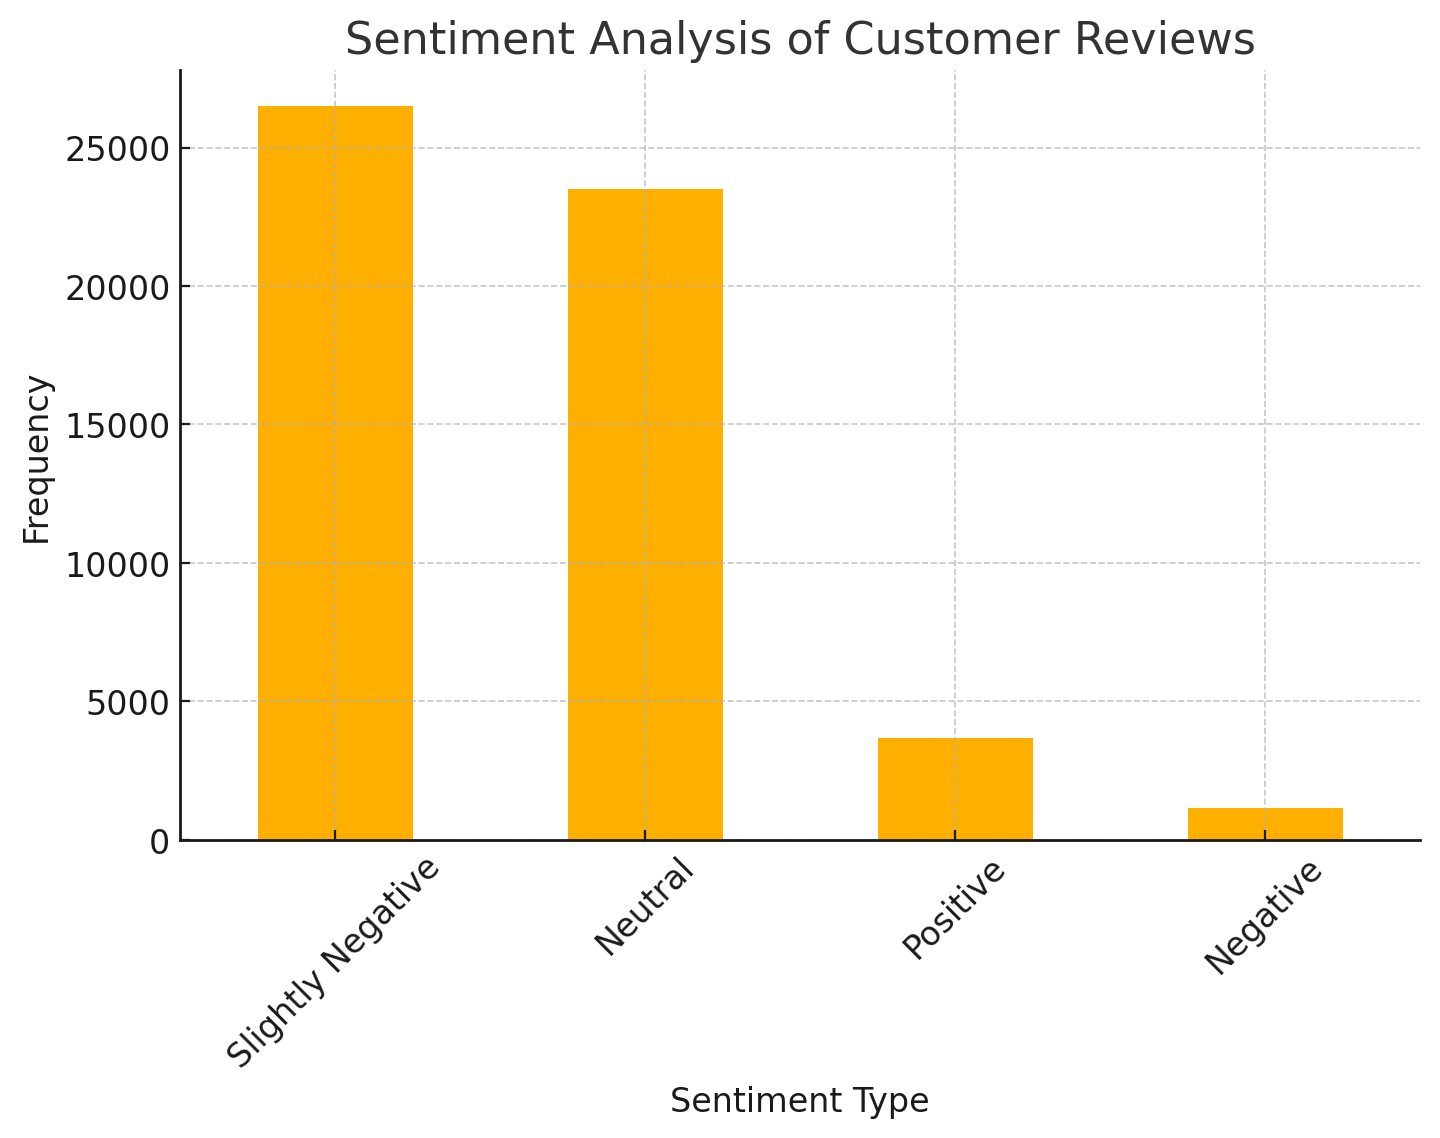 Sentiment Analysis of Customer Reviews
Frequency
25000
20000
15000
10000
5000
0
Slightly Negative
Neutral
Positive
Negative
Sentiment Type